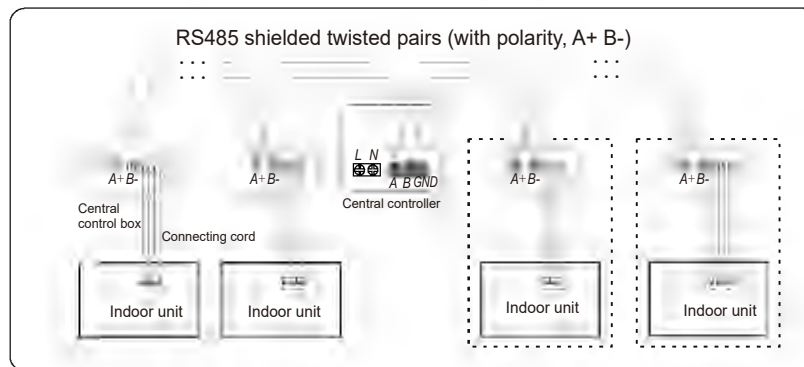 RS485 shielded twisted pairs (with polarity, A+ B-)
L N
A+B-
A+B-
A B GND
A+B-
A+B-
Central controller
Central
control box
Connecting cord
Indoor unit
Indoor unit
Indoor unit
Indoor unit